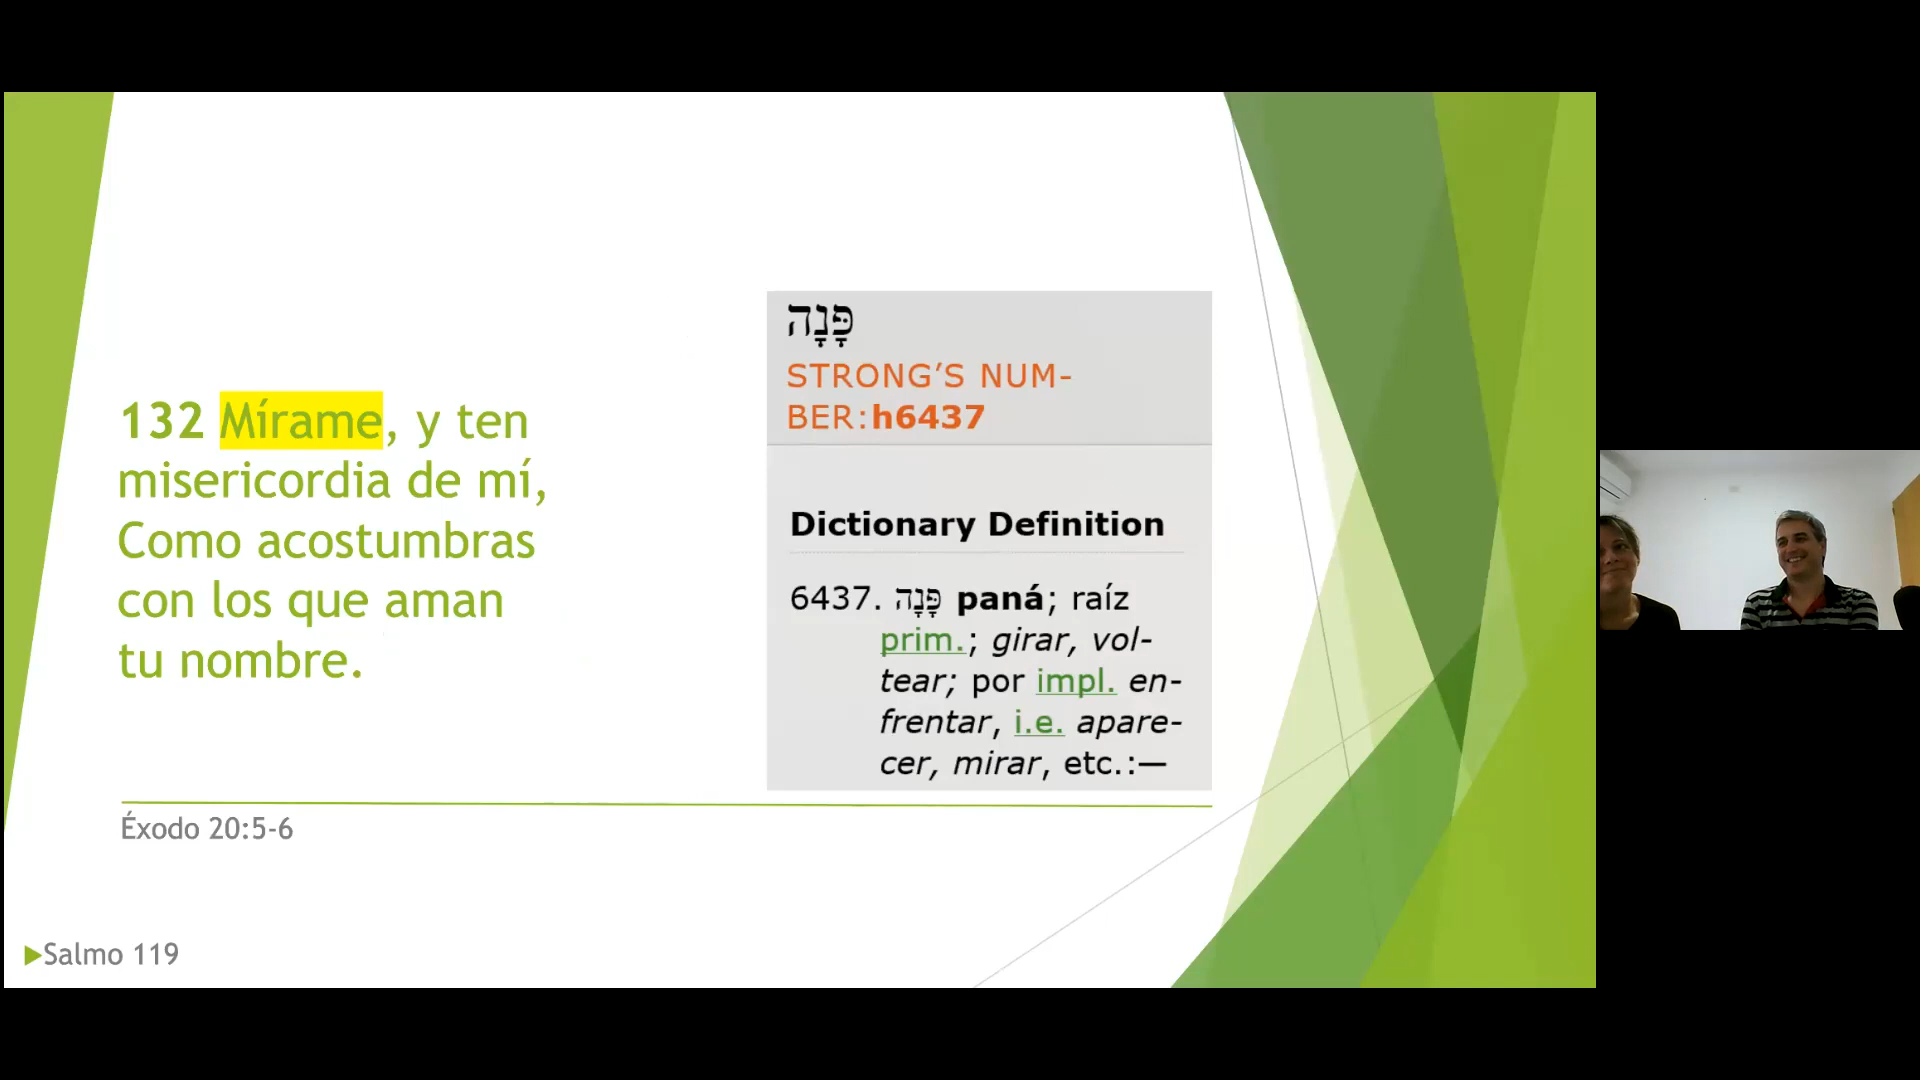 132 Mírame, y ten
misericordia de mí,
Como acostumbras
con los que aman
tu nombre.
פָּנָה
STRONG’S NUM-
BER:h6437
Dictionary Definition
6437. פָּנָה paná; raíz
prim.; girar, vol-
tear; por impl. en-
frentar, i.e. apare-
cer, mirar, etc.:—
Éxodo 20:5-6
Salmo 119